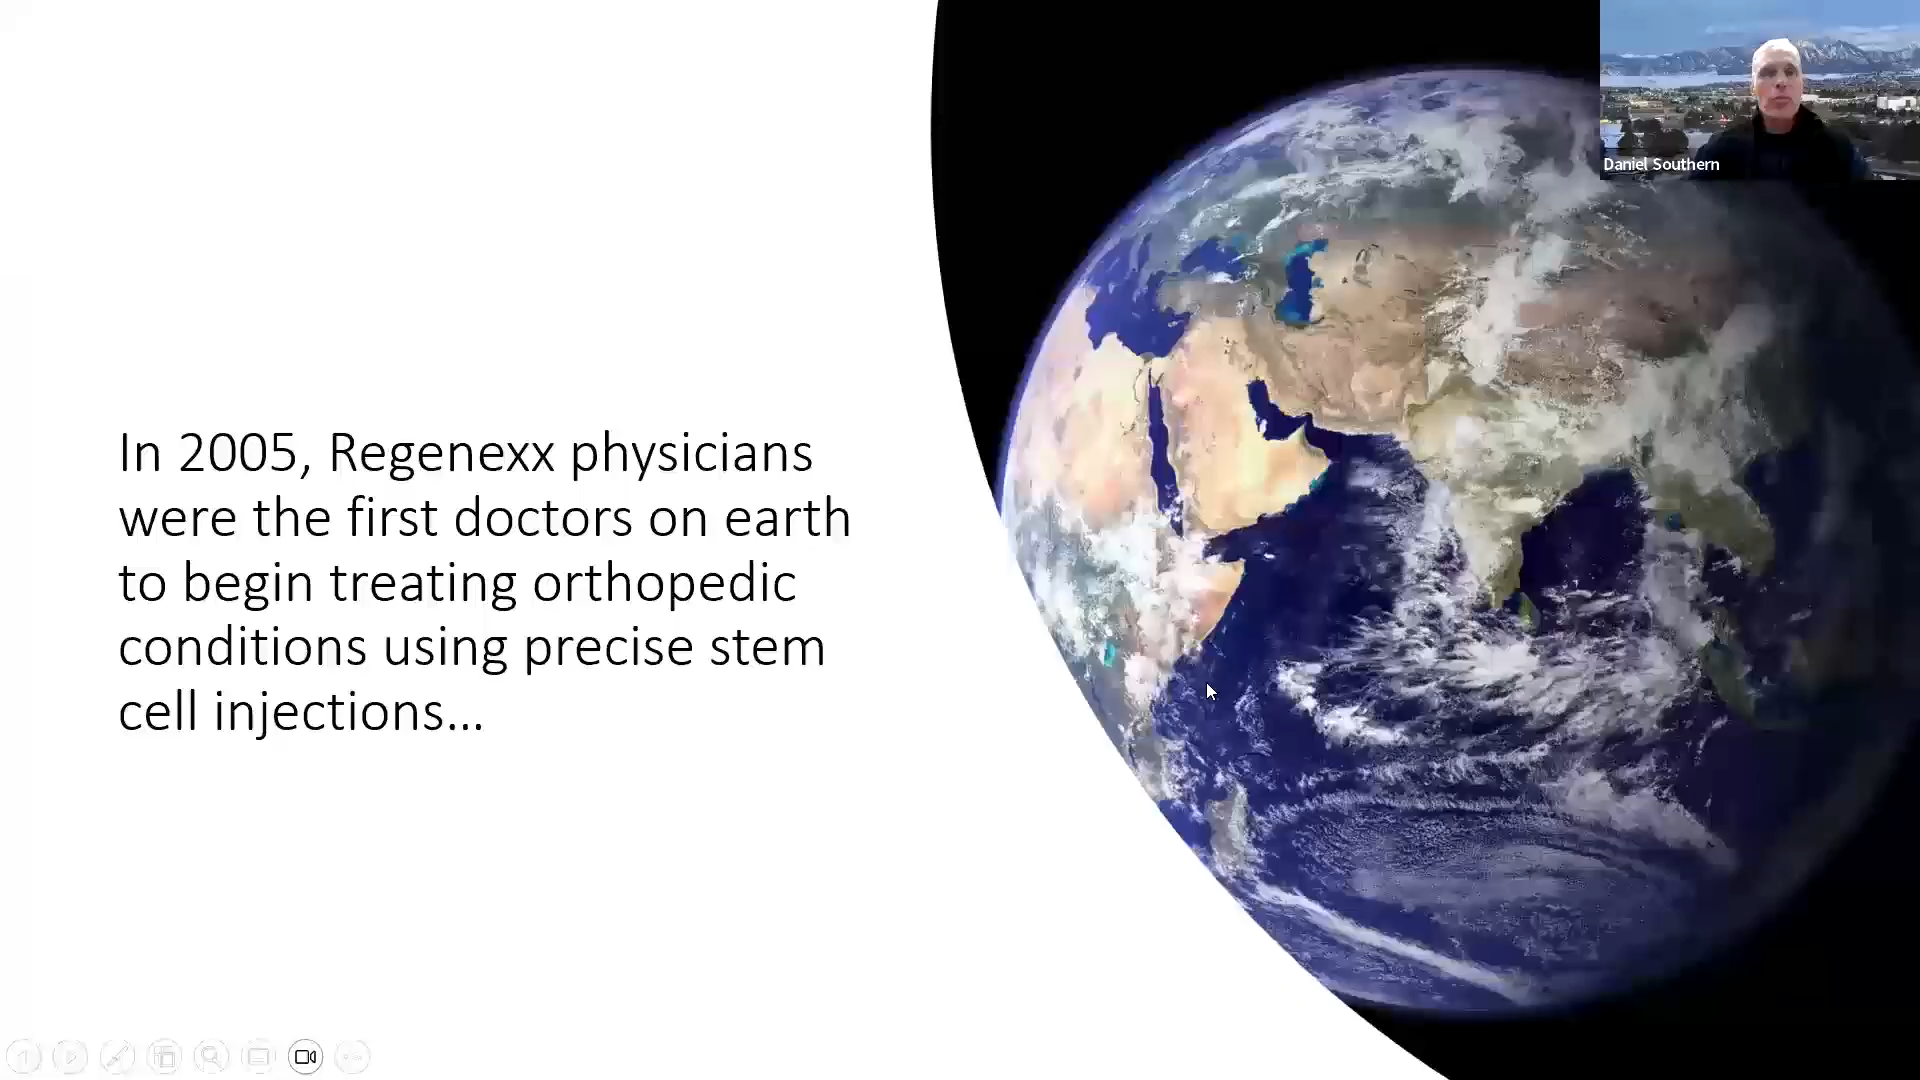 Daniel Southern
In 2005, Regenexx physicians
were the first doctors on earth
to begin treating orthopedic
conditions using precise stem
cell injections...